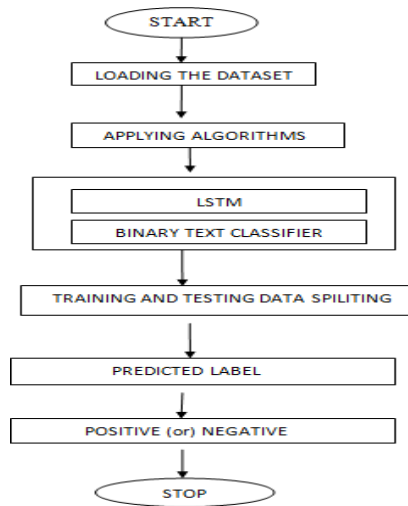 START
LOADING THE DATASET
APPLYING ALGORITHMS
LSTM
BINARY TEXT CLASSIFIER
TRAINING AND TESTING DATA SPILITING
PREDICTED LABEL
POSITIVE (or) NEGATIVE
STOP